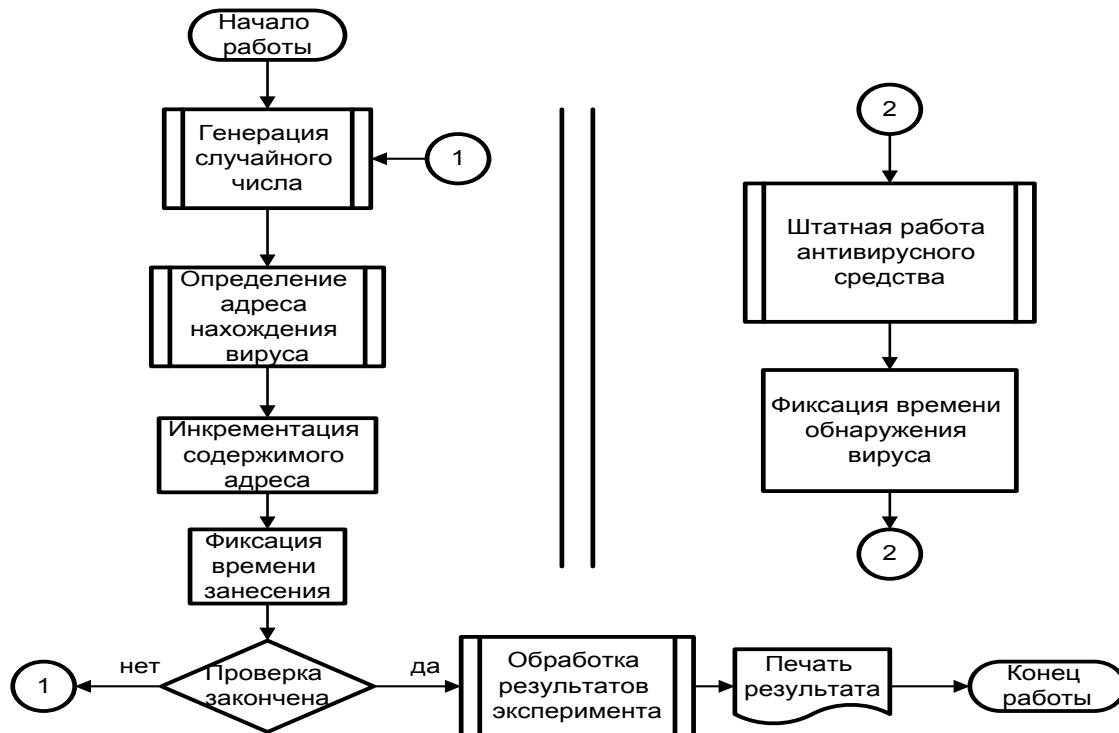 Начало
работы
Генерация
случайного
числа
1
Определение
адреса
нахождения
вируса
Инкрементация
содержимого
адреса
Фиксация
времени
занесения
Проверка
закончена
нет
1
да
Обработка
результатов
эксперимента
Печать
результата
Конец
работы
2
Штатная работа
антивирусного
средства
Фиксация времени
обнаружения
вируса
2